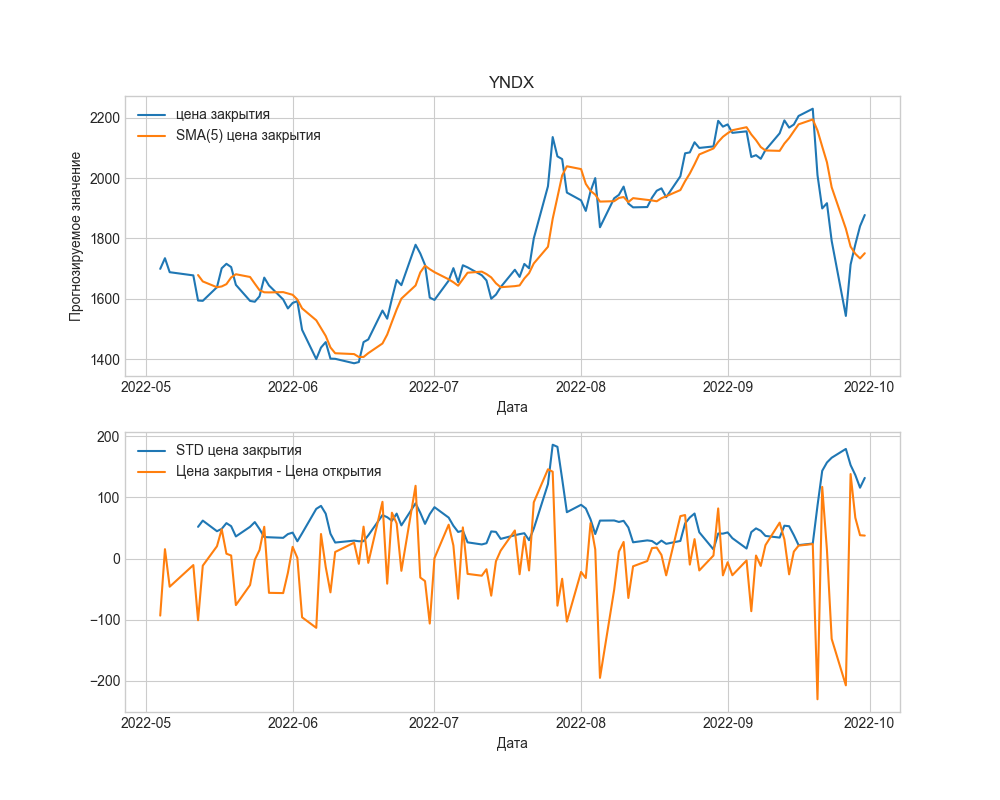 YNDX
цена закрытия
SMA(5) цена закрытия
Прогнозируемое значение
2200
2000
1800
1600
1400
2022-05 2022-06 2022-07 2022-08 2022-09 2022-10
Дата
STD цена закрытия
Цена закрытия - Цена открытия
200
100
0
−100
−200
2022-05 2022-06 2022-07 2022-08 2022-09 2022-10
Дата